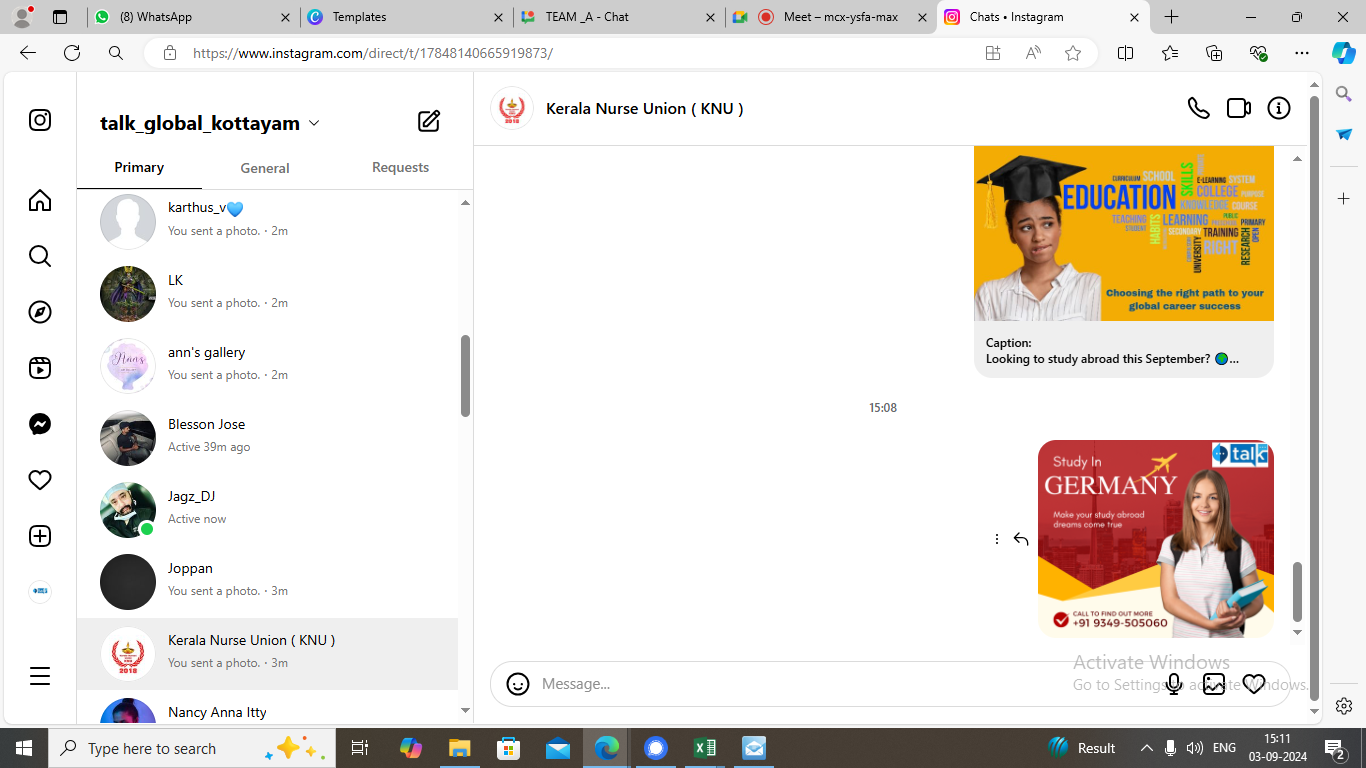 (8) WhatsApp
Templates
TEAM _A - Chat
Meet – mcx-ysfa-max
Chats • Instagram
https://www.instagram.com/direct/t/17848140665919873/
talk_global_kottayam
Primary
General
Requests
karthus_v💙
You sent a photo. · 2m
LK
You sent a photo. · 2m
ann's gallery
You sent a photo. · 2m
Blesson Jose
Active 39m ago
Jagz_DJ
Active now
Joppan
You sent a photo. · 3m
Kerala Nurse Union ( KNU )
You sent a photo. · 3m
2018
Nancy Anna Itty
Kerala Nurse Union ( KNU )
2018
CURRICULUM SCHOOL SKILLS E-LEARNING SYSTEM
EDUCATION COLLEGE PURPOSE
KNOWLEDGE COURSE
TEACHING HABITS LEARNING PUBLIC PRIMARY
STUDENT SECONDARY TRAINING RESEARCH OPEN
UNIVERSITY RIGHT
Choosing the right path to your
global career success
Caption:
Looking to study abroad this September? 🌍...
15:08
talk
Study In
GERMANY
Make your study abroad
dreams come true
CALL TO FIND OUT MORE
+91 9349-505060
Message...
Activate Windows
Go to Settings to activate Windows.
Type here to search
Result
ENG
15:11
03-09-2024
2